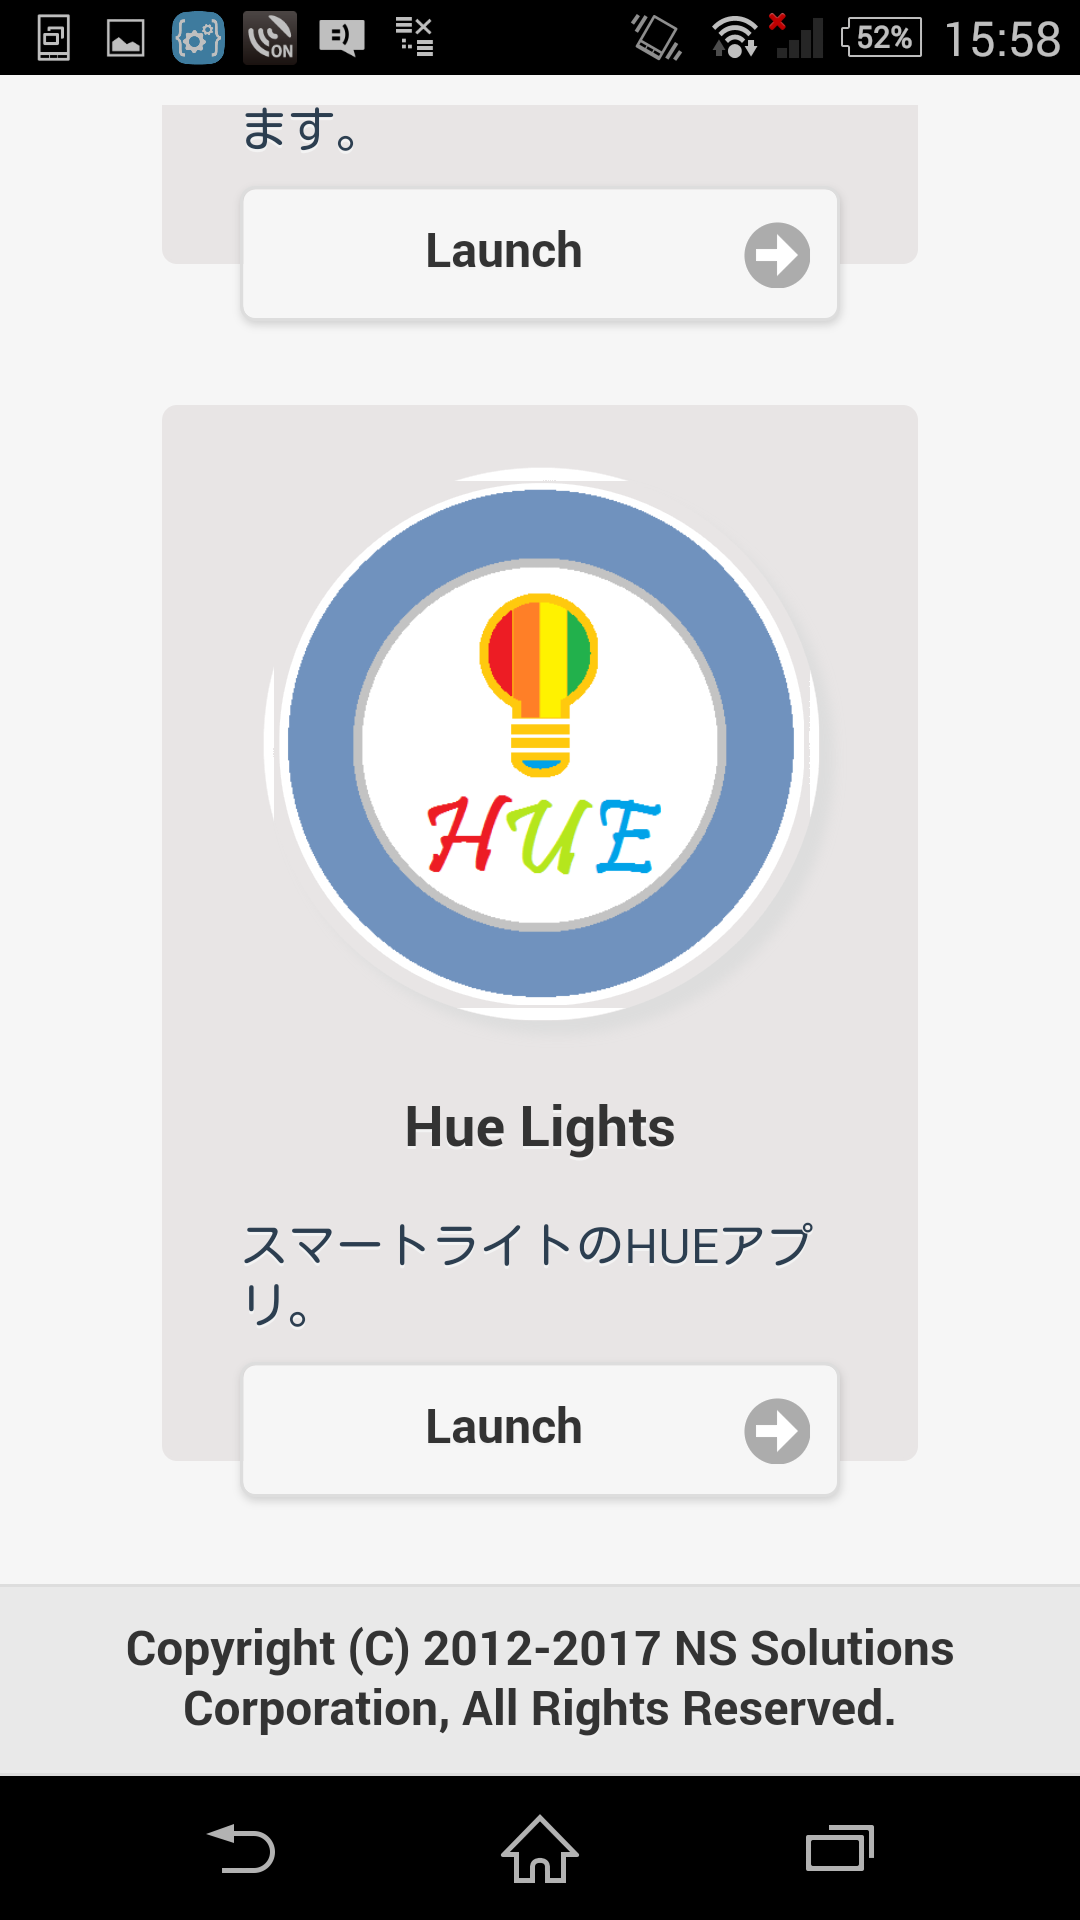 ON
52%
15:58
ます。
Launch
HUE
Hue Lights
スマートライトのHUEアプ
リ。
Launch
Copyright (C) 2012-2017 NS Solutions
Corporation, All Rights Reserved.